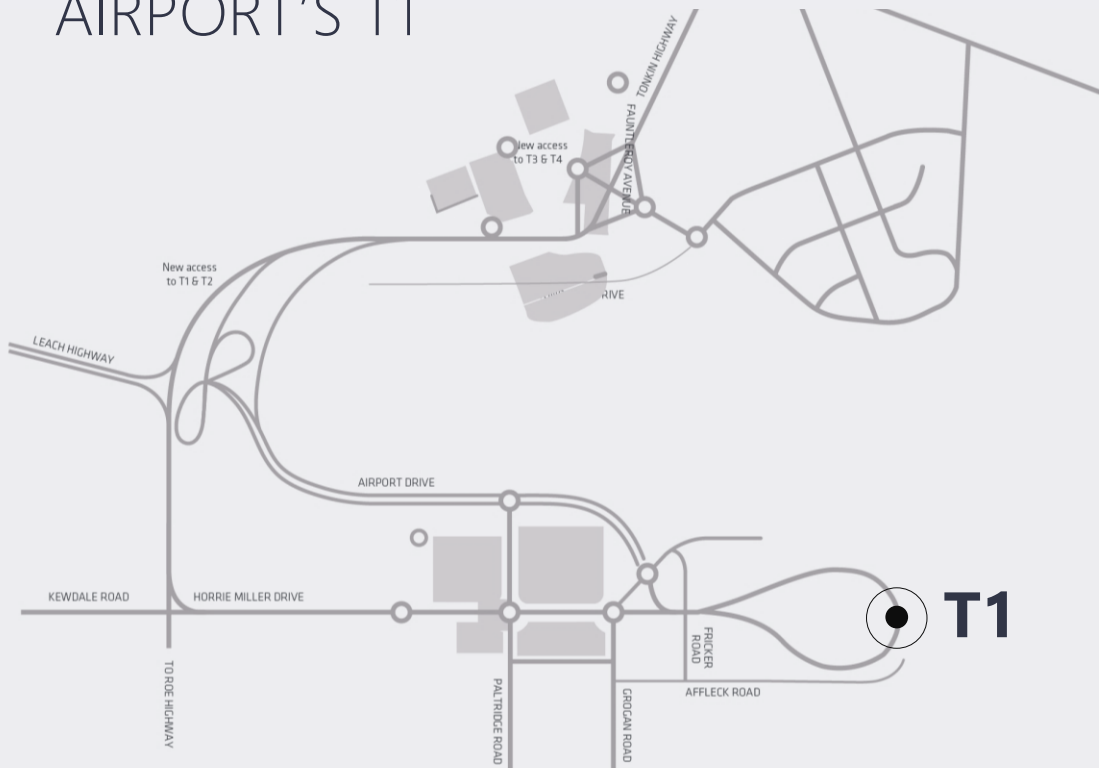 AIRPORT'S T1
TONKIN HIGHWAY
FAUNTLEROY AVENUE
New access
to T3 & T4
New access
to T1 & T2
RIVE
LEACH HIGHWAY
AIRPORT DRIVE
KEWDALE ROAD
HORRIE MILLER DRIVE
T1
FRICKER
ROAD
TO ROE HIGHWAY
PALTRIDGE ROAD
GROGAN ROAD
AFFLECK ROAD